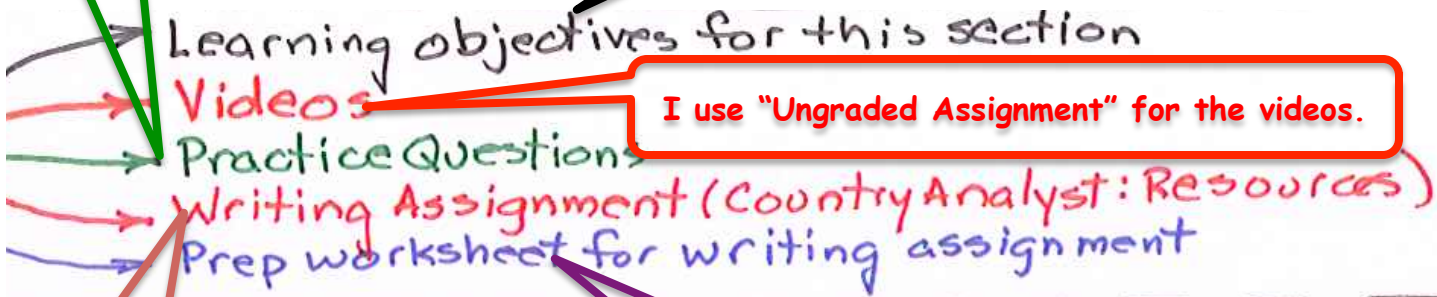 Learning objectives for this section
Videos
I use “Ungraded Assignment” for the videos.
Practice Questions
Writing Assignment (Country Analyst: Resources)
Prep worksheet for writing assignment